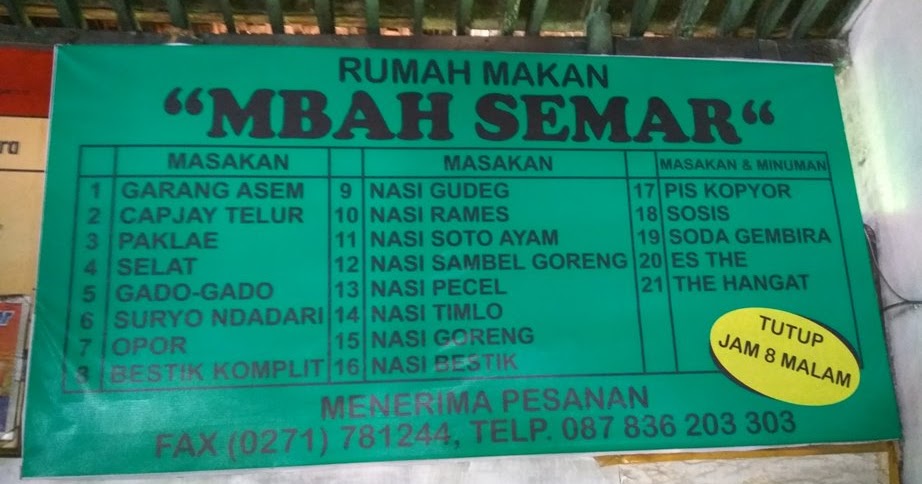 RUMAH MAKAN
“MBAH SEMAR“
MASAKAN
1 GARANG ASEM
2 CAPJAY TELUR
3 PAKLAE
4 SELAT
5 GADO-GADO
6 SURYO NDADARI
7 OPOR
8 BESTIK KOMPLIT
MASAKAN
9 NASI GUDEG
10 NASI RAMES
11 NASI SOTO AYAM
12 NASI SAMBEL GORENG
13 NASI PECEL
14 NASI TIMLO
15 NASI GORENG
16 NASI BESTIK
MASAKAN & MINUMAN
17 PIS KOPYOR
18 SOSIS
19 SODA GEMBIRA
20 ES THE
21 THE HANGAT
TUTUP
JAM 8 MALAM
MENERIMA PESANAN
FAX (0271) 781244, TELP. 087 836 203 303